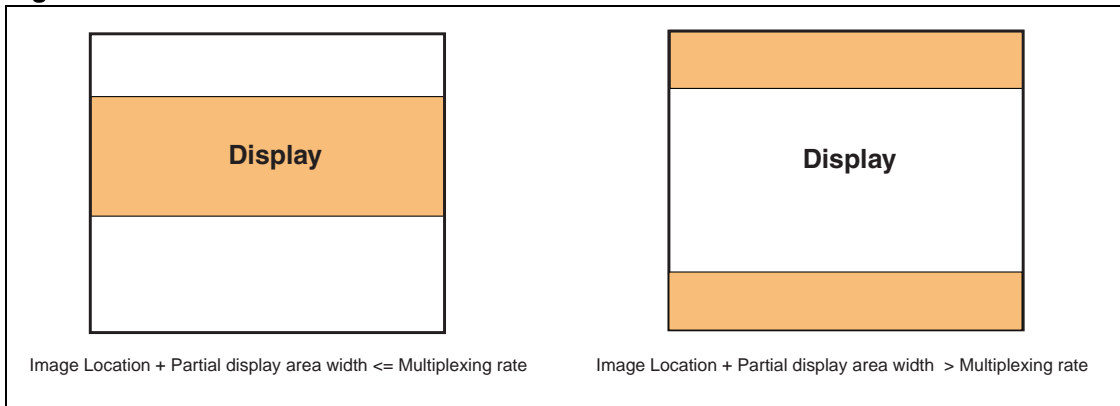 Display
Display
Image Location + Partial display area width <= Multiplexing rate
Image Location + Partial display area width > Multiplexing rate